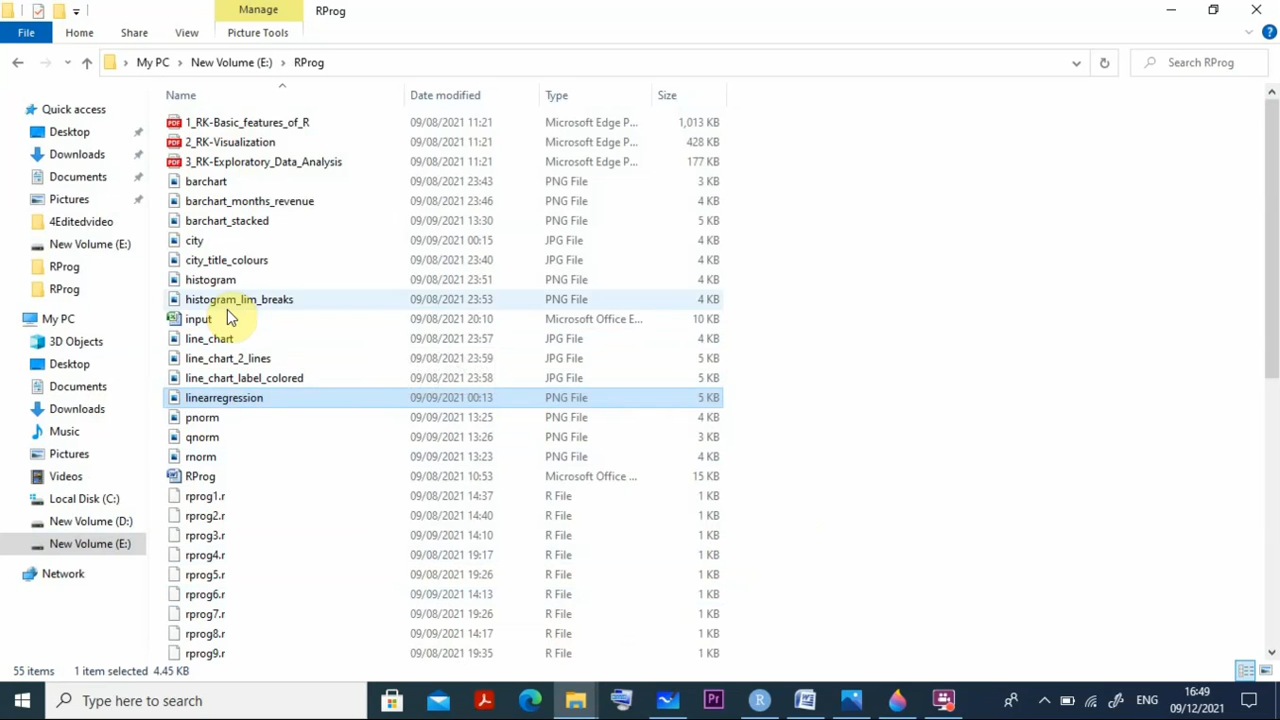 Manage
RProg
File
Home
Share
View
Picture Tools
My PC
New Volume (E:)
RProg
Search RProg
Name
Date modified
Type
Size
Quick access
Desktop
Downloads
Documents
Pictures
4Editedvideo
New Volume (E:)
RProg
RProg
My PC
3D Objects
Desktop
Documents
Downloads
Music
Pictures
Videos
Local Disk (C:)
New Volume (D:)
New Volume (E:)
Network
1_RK-Basic_features_of_R 09/08/2021 11:21 Microsoft Edge P... 1,013 KB
2_RK-Visualization 09/08/2021 11:21 Microsoft Edge P... 428 KB
3_RK-Exploratory_Data_Analysis 09/08/2021 11:21 Microsoft Edge P... 177 KB
barchart 09/08/2021 23:43 PNG File 3 KB
barchart_months_revenue 09/08/2021 23:46 PNG File 4 KB
barchart_stacked 09/09/2021 13:30 PNG File 5 KB
city 09/09/2021 00:15 JPG File 4 KB
city_title_colours 09/08/2021 23:40 JPG File 4 KB
histogram 09/08/2021 23:51 PNG File 4 KB
histogram_lim_breaks 09/08/2021 23:53 PNG File 4 KB
input 09/08/2021 20:10 Microsoft Office E... 10 KB
line_chart 09/08/2021 23:57 JPG File 4 KB
line_chart_2_lines 09/08/2021 23:59 JPG File 5 KB
line_chart_label_colored 09/08/2021 23:58 JPG File 5 KB
linearregression 09/09/2021 00:13 PNG File 5 KB
pnorm 09/09/2021 13:25 PNG File 4 KB
qnorm 09/09/2021 13:26 PNG File 3 KB
rnorm 09/09/2021 13:23 PNG File 4 KB
RProg 09/08/2021 10:53 Microsoft Office ... 15 KB
rprog1.r 09/08/2021 14:37 R File 1 KB
rprog2.r 09/08/2021 14:40 R File 1 KB
rprog3.r 09/09/2021 14:10 R File 1 KB
rprog4.r 09/08/2021 19:17 R File 1 KB
rprog5.r 09/08/2021 19:26 R File 1 KB
rprog6.r 09/09/2021 14:13 R File 1 KB
rprog7.r 09/08/2021 19:26 R File 1 KB
rprog8.r 09/09/2021 14:17 R File 1 KB
rprog9.r 09/08/2021 19:35 R File 1 KB
55 items 1 item selected 4.45 KB
Type here to search
Pr
R
W
ENG
16:49
09/12/2021